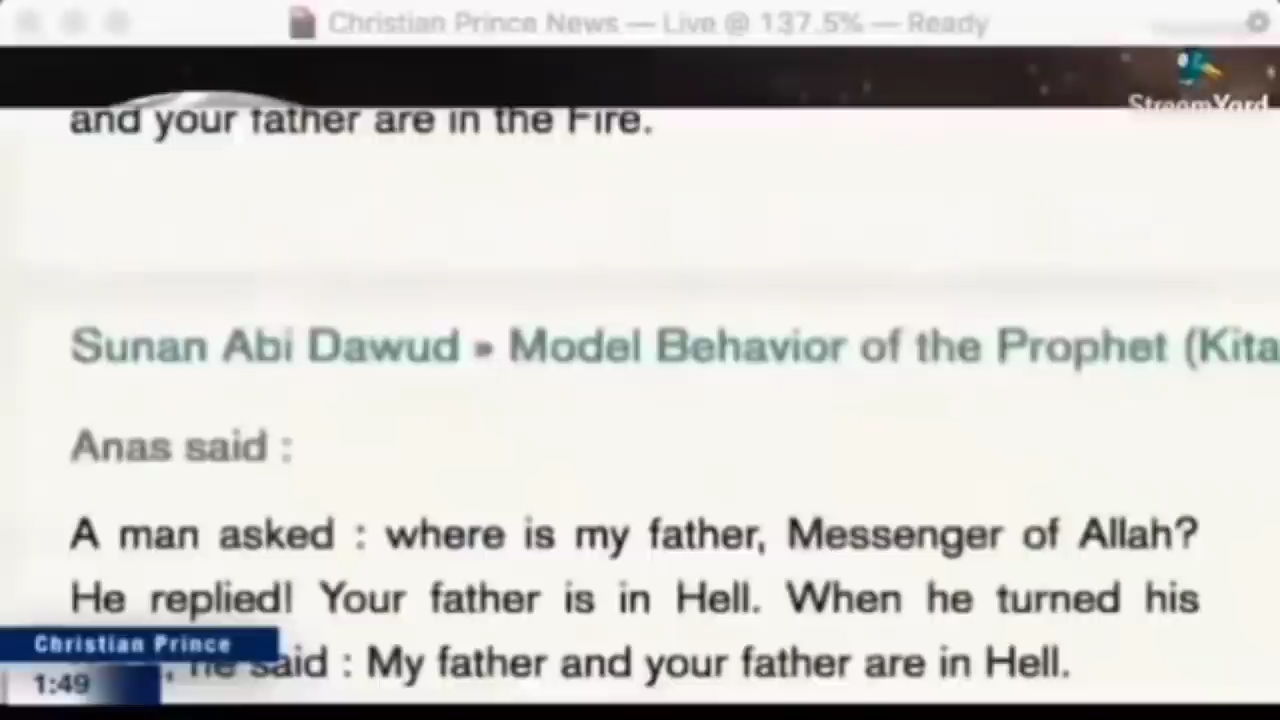 Christian Prince News — Live @ 137.5% — Ready
StreamYard
and your father are in the Fire.
Sunan Abi Dawud » Model Behavior of the Prophet (Kita
Anas said :
A man asked : where is my father, Messenger of Allah?
He replied! Your father is in Hell. When he turned his
he said : My father and your father are in Hell.
Christian Prince
1:49